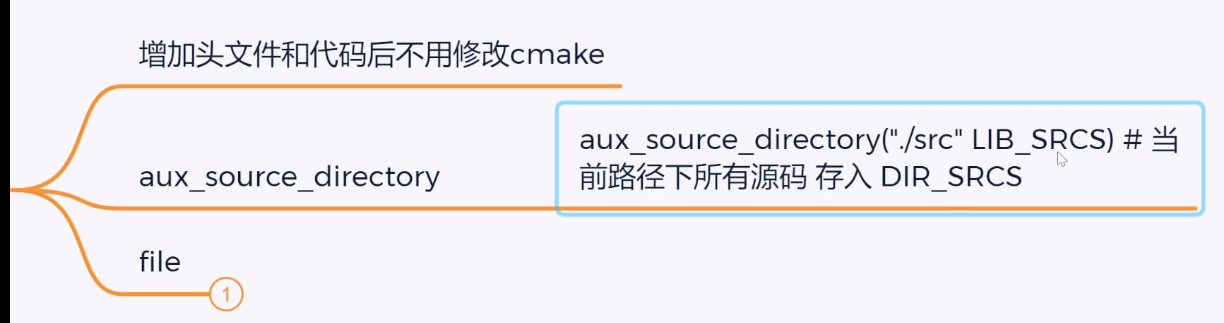 增加头文件和代码后不用修改cmake
aux_source_directory("./src" LIB_SRCS) # 当
前路径下所有源码 存入 DIR_SRCS
aux_source_directory
file
1